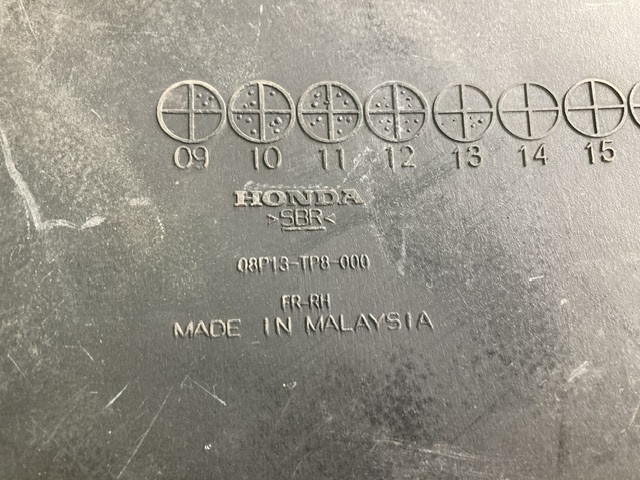 09 10 11 12 13 14 15
HONDA
>SBR<
08P13-TP8-000
FR-RH
MADE IN MALAYSIA